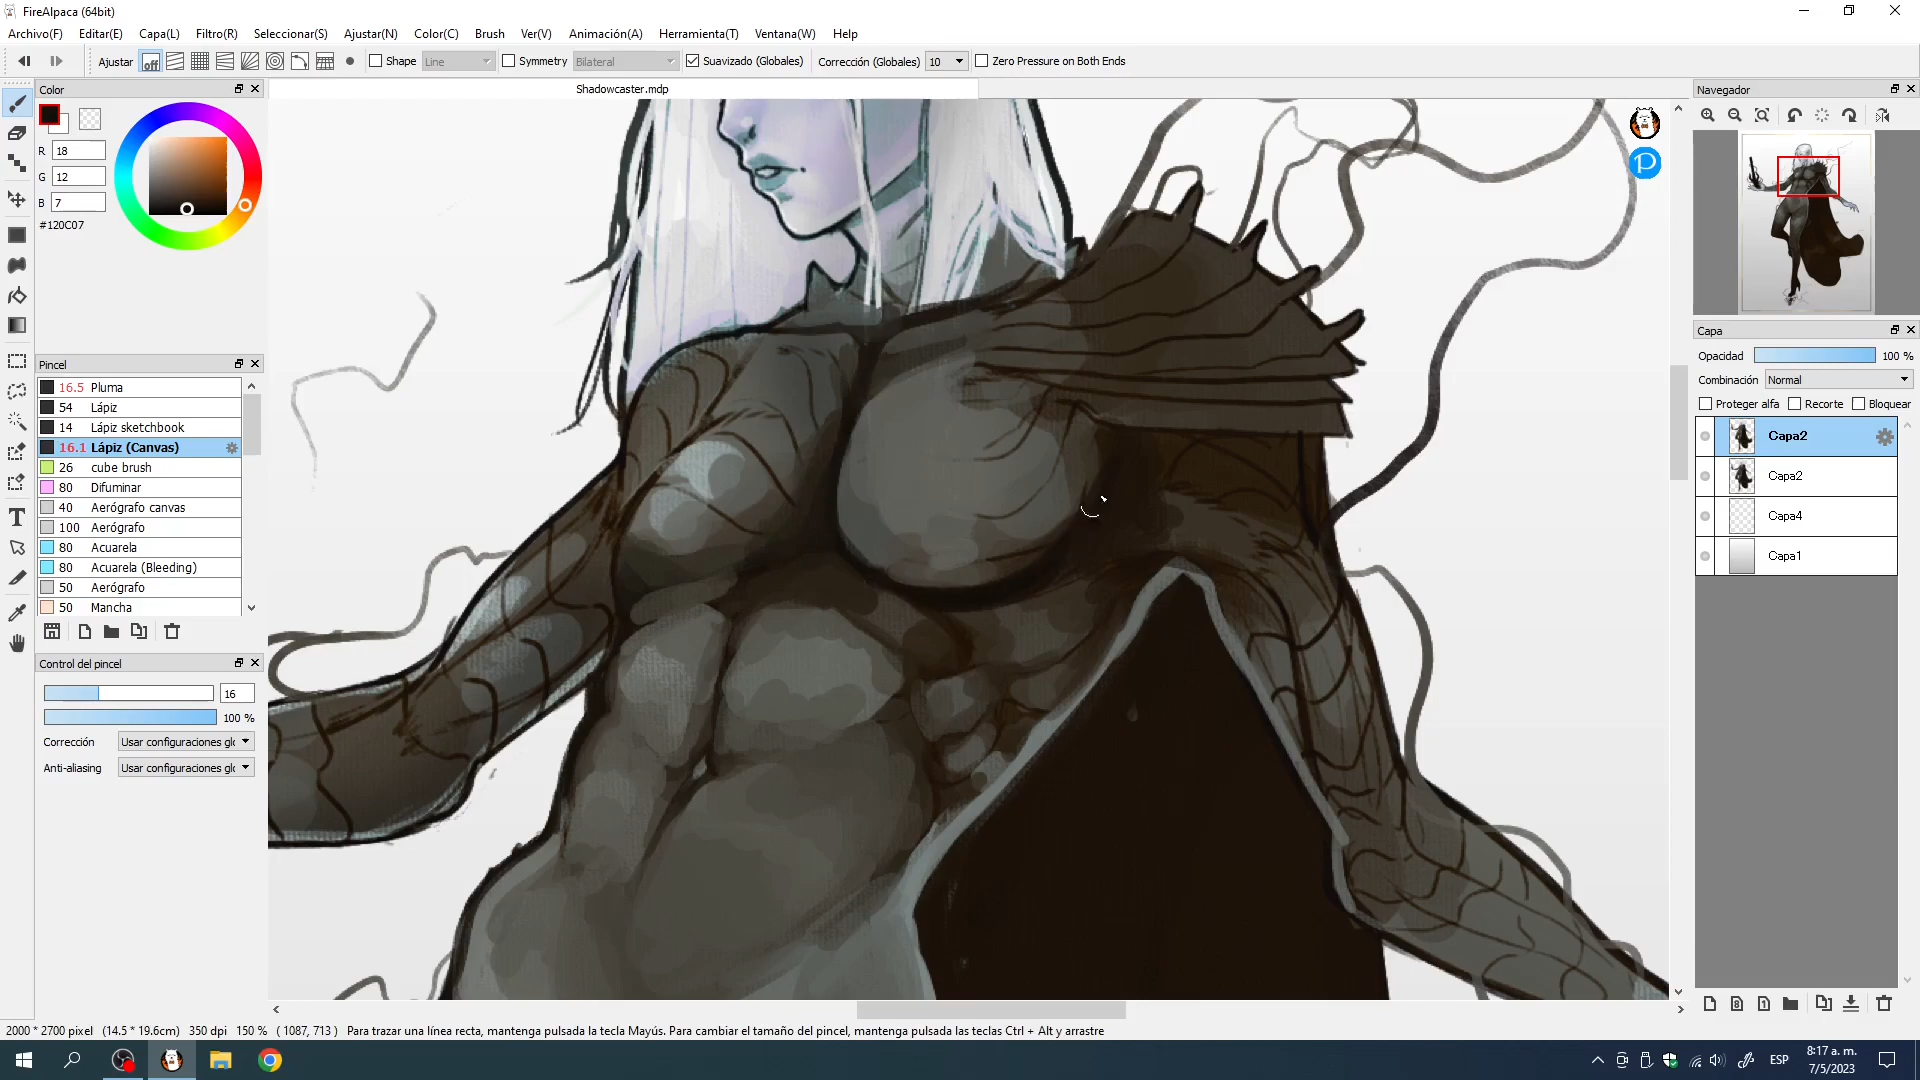 FireAlpaca (64bit)
Archivo(F) Editar(E) Capa(L) Filtro(R) Seleccionar(S) Ajustar(N) Color(C) Brush Ver(V) Animación(A) Herramienta(T) Ventana(W) Help
Ajustar off Shape Line Symmetry Bilateral Suavizado (Globales) Corrección (Globales) 10 Zero Pressure on Both Ends
Color
Shadowcaster.mdp
Navegador
R 18
G 12
B 7
#120C07
Pincel
16.5 Pluma
54 Lápiz
14 Lápiz sketchbook
16.1 Lápiz (Canvas)
26 cube brush
80 Difuminar
40 Aerógrafo canvas
100 Aerógrafo
80 Acuarela
80 Acuarela (Bleeding)
50 Aerógrafo
50 Mancha
Control del pincel
16
100 %
Corrección Usar configuraciones glo
Anti-aliasing Usar configuraciones glo
Capa
Opacidad 100 %
Combinación Normal
Proteger alfa Recorte Bloquear
Capa2
Capa2
Capa4
Capa1
2000 * 2700 pixel (14.5 * 19.6cm) 350 dpi 150 % ( 1087, 713 ) Para trazar una línea recta, mantenga pulsada la tecla Mayús. Para cambiar el tamaño del pincel, mantenga pulsada las teclas Ctrl + Alt y arrastre
ESP
8:17 a. m.
7/5/2023